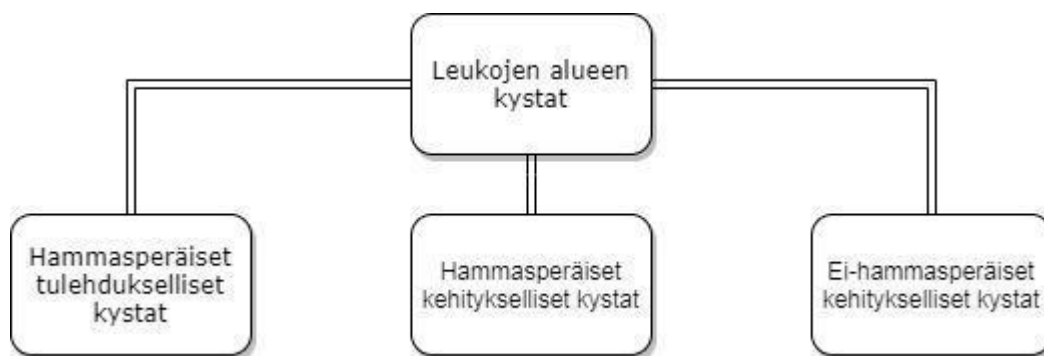 Leukojen alueen
kystat
Hammasperäiset
tulehdukselliset
kystat
Hammasperäiset
kehitykselliset kystat
Ei-hammasperäiset
kehitykselliset kystat